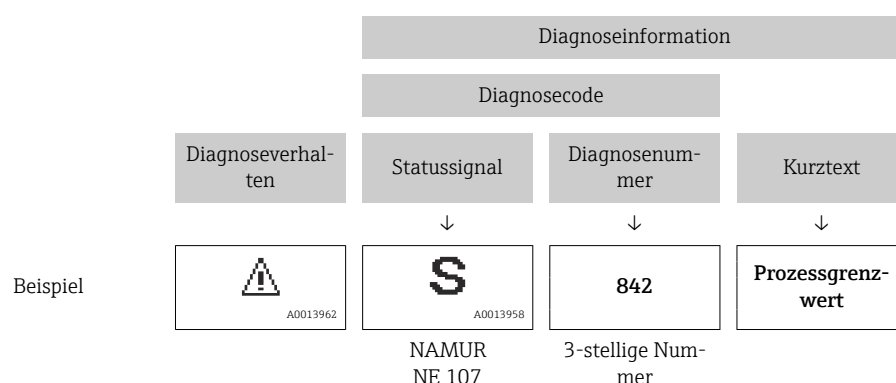 Diagnoseinformation
Diagnosecode
Diagnoseverhal-
ten
Statussignal
Diagnosenum-
mer
Kurztext
↓ ↓ ↓
Beispiel
A0013962
S
A0013958
842
Prozessgrenz-
wert
NAMUR
NE 107
3-stellige Num-
mer